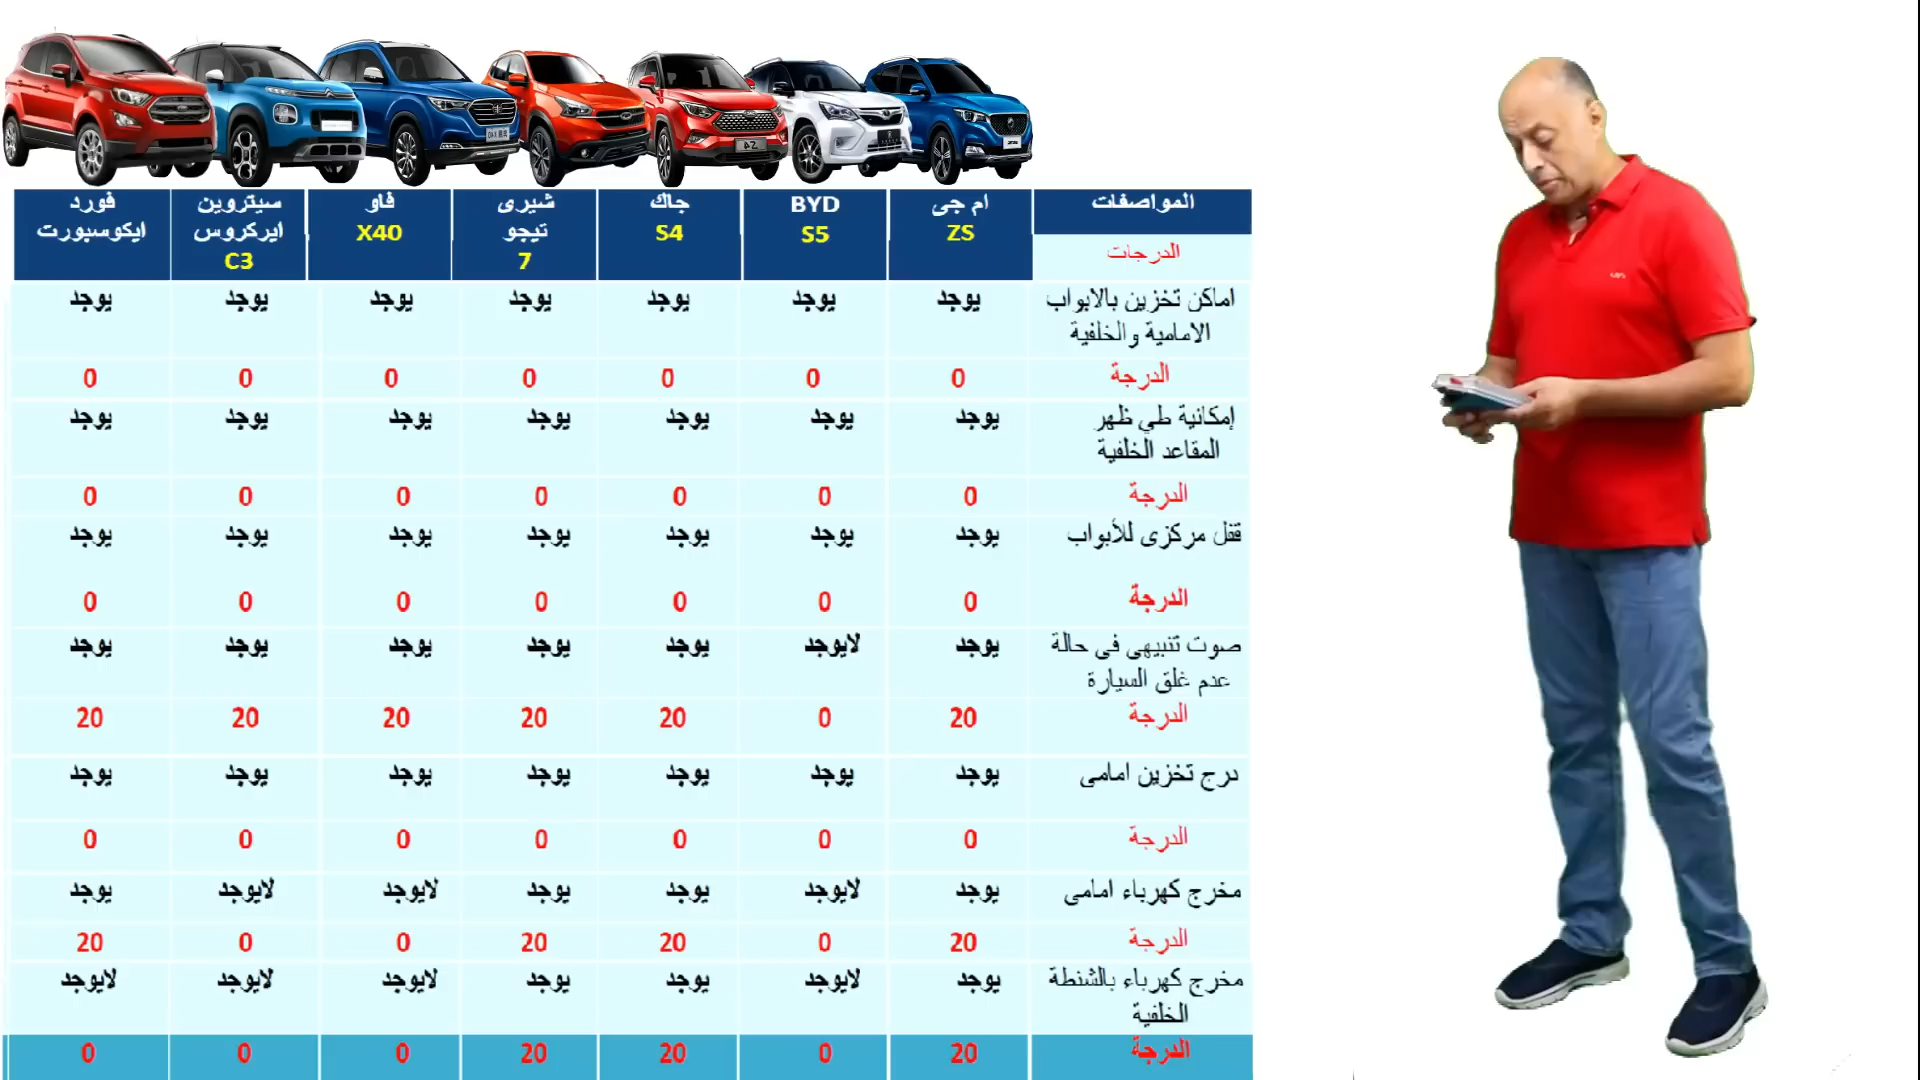 المواصفات ام جى BYD جاك شيرى فاو سيتروين فورد
ZS S5 S4 تيجو X40 ايركروس ايكوسبورت
الدرجات 7 C3
اماكن تخزين بالابواب يوجد يوجد يوجد يوجد يوجد يوجد يوجد
الامامية والخلفية
الدرجة 0 0 0 0 0 0 0
إمكانية طي ظهر يوجد يوجد يوجد يوجد يوجد يوجد يوجد
المقاعد الخلفية
الدرجة 0 0 0 0 0 0 0
قفل مركزى للأبواب يوجد يوجد يوجد يوجد يوجد يوجد يوجد
الدرجة 0 0 0 0 0 0 0
صوت تنبيهى فى حالة يوجد لايوجد يوجد يوجد يوجد يوجد يوجد
عدم غلق السيارة
الدرجة 20 0 20 20 20 20 20
درج تخزين امامى يوجد يوجد يوجد يوجد يوجد يوجد يوجد
الدرجة 0 0 0 0 0 0 0
مخرج كهرباء امامى يوجد لايوجد يوجد يوجد لايوجد لايوجد يوجد
الدرجة 20 0 20 20 0 0 20
مخرج كهرباء بالشنطة يوجد لايوجد يوجد يوجد لايوجد لايوجد لايوجد
الخلفية
الدرجة 20 0 20 20 0 0 0